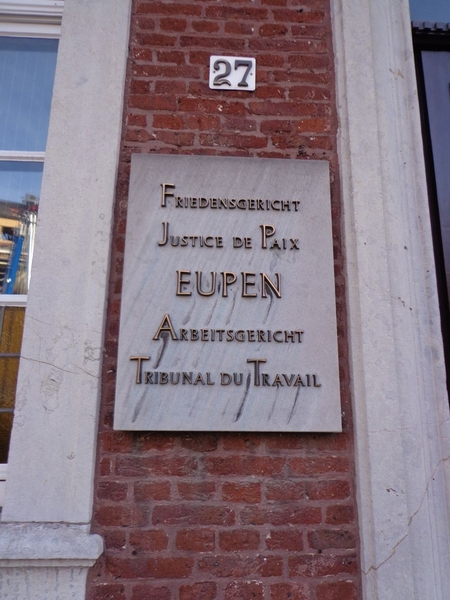 27
Friedensgericht
Justice de Paix
EUPEN
Arbeitsgericht
Tribunal du Travail